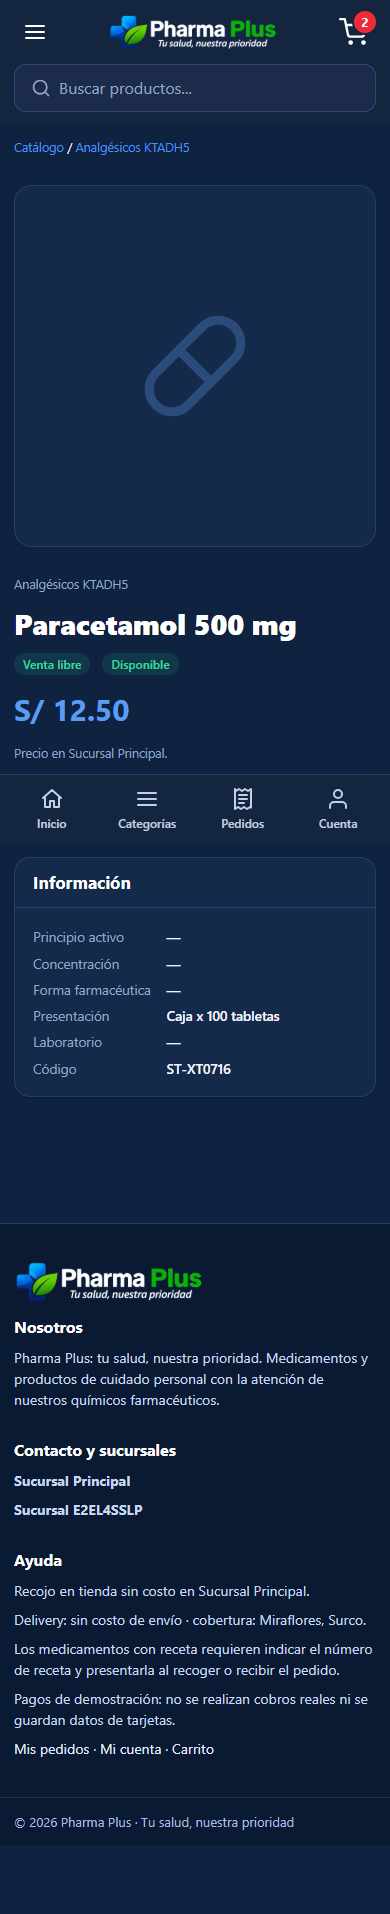 Pharma Plus
Tu salud, nuestra prioridad
2
Buscar productos...
Catálogo / Analgésicos KTADH5
Analgésicos KTADH5
Paracetamol 500 mg
Venta libre Disponible
S/ 12.50
Precio en Sucursal Principal.
Inicio Categorías Pedidos Cuenta
Información
Principio activo —
Concentración —
Forma farmacéutica —
Presentación Caja x 100 tabletas
Laboratorio —
Código ST-XT0716
Pharma Plus
Tu salud, nuestra prioridad
Nosotros
Pharma Plus: tu salud, nuestra prioridad. Medicamentos y
productos de cuidado personal con la atención de
nuestros químicos farmacéuticos.
Contacto y sucursales
Sucursal Principal
Sucursal E2EL4SSLP
Ayuda
Recojo en tienda sin costo en Sucursal Principal.
Delivery: sin costo de envío · cobertura: Miraflores, Surco.
Los medicamentos con receta requieren indicar el número
de receta y presentarla al recoger o recibir el pedido.
Pagos de demostración: no se realizan cobros reales ni se
guardan datos de tarjetas.
Mis pedidos · Mi cuenta · Carrito
© 2026 Pharma Plus · Tu salud, nuestra prioridad